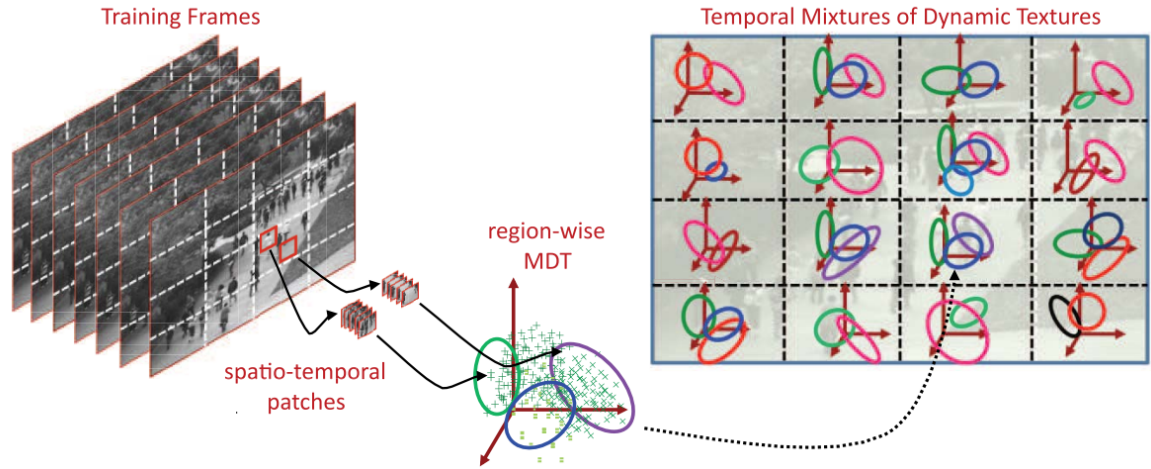 Training Frames
Temporal Mixtures of Dynamic Textures
region-wise
MDT
spatio-temporal
patches